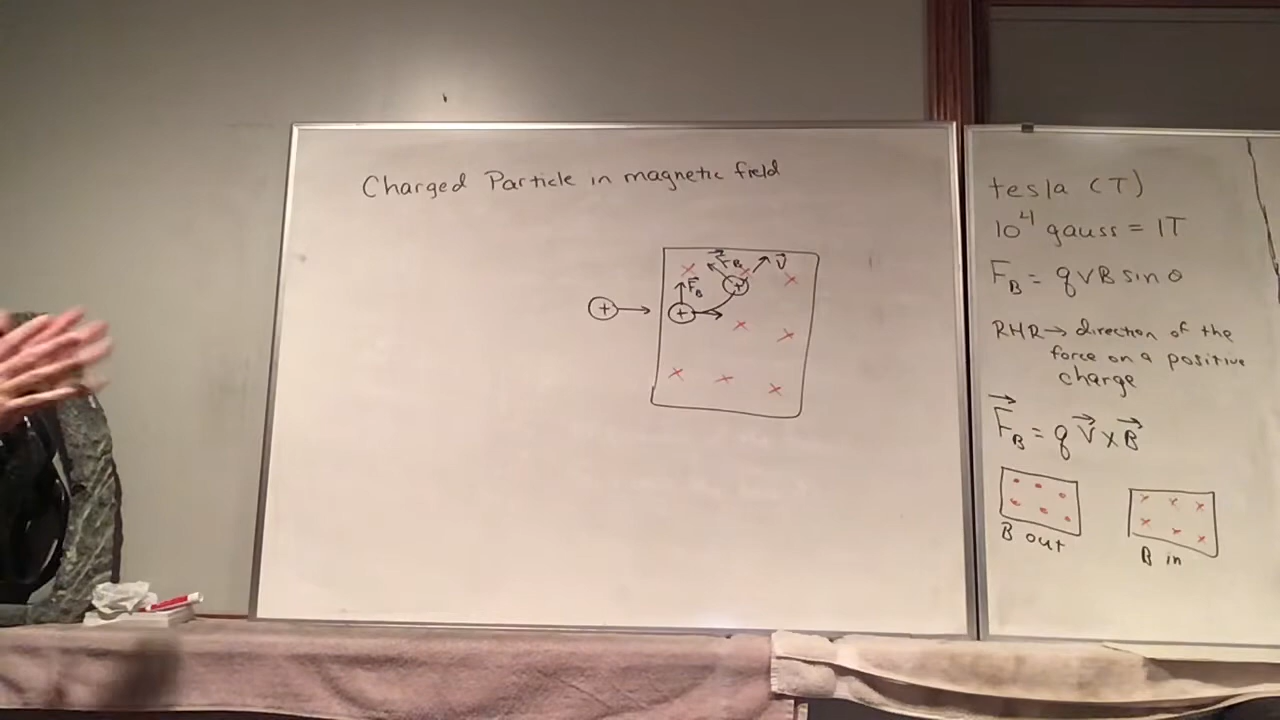 Charged Particle in magnetic field
F_B V
F_B
+
+ +
tesla (T)
10^4 gauss = 1T
F_B = qvB sin θ
RHR → direction of the
force on a positive
charge
F_B = q V × B
B out
B in